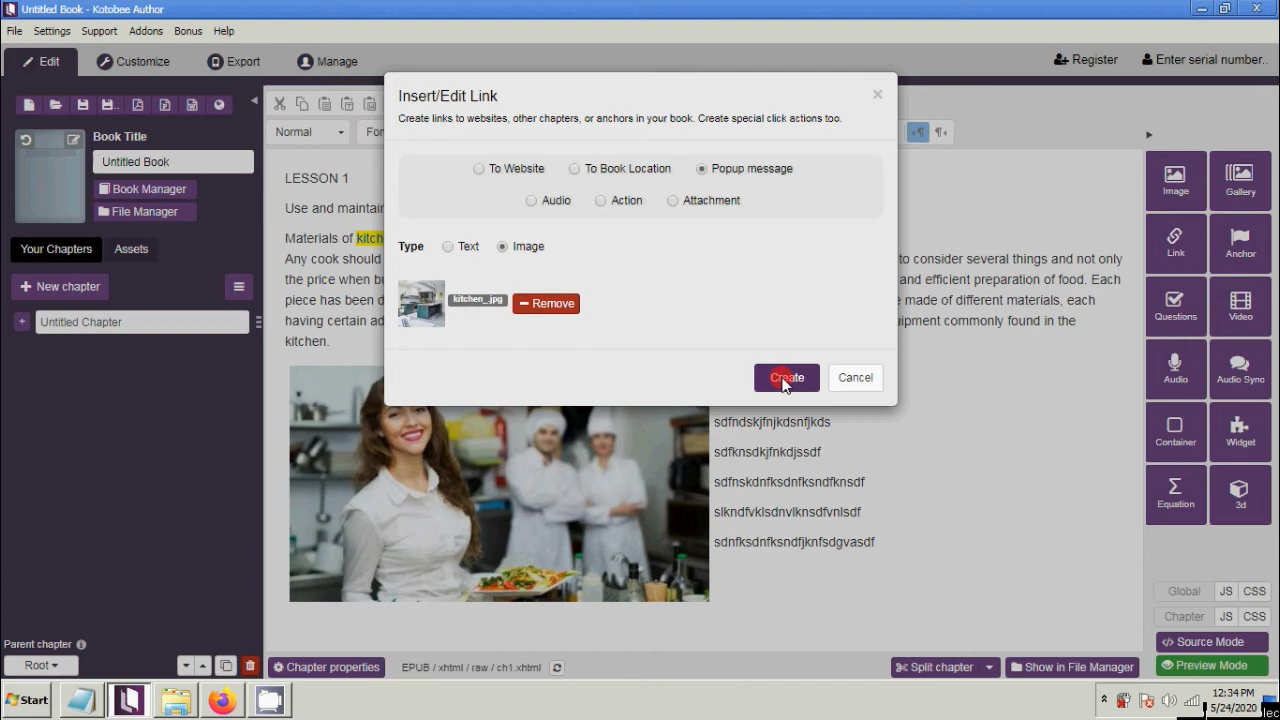 Untitled Book - Kotobee Author
File Settings Support Addons Bonus Help
Edit Customize Export Manage Register Enter serial number..
Insert/Edit Link
Create links to websites, other chapters, or anchors in your book. Create special click actions too.
Book Title
Untitled Book
Book Manager
File Manager
Your Chapters Assets
New chapter
Untitled Chapter
Parent chapter
Root
Normal
LESSON 1
Use and maintain
Materials of
Any cook should to consider several things and not only
the price when and efficient preparation of food. Each
piece has been made of different materials, each
having certain commonly found in the
kitchen.
To Website To Book Location Popup message
Audio Action Attachment
Type Text Image
kitchen_.jpg Remove
Create Cancel
sdfndskjfnjkdsnfjkds
sdfknsdkjfnkdjssdf
sdfnskdnfksdnfksndfknsdf
slkndfvklsdnvlknsdfvnlsdf
sdnfksdnfksndfjknfsdgvasdf
Image Gallery
Link Anchor
Questions Video
Audio Audio Sync
Container Widget
Equation 3d
Global JS CSS
Chapter JS CSS
Source Mode
Preview Mode
Chapter properties EPUB / xhtml / raw / ch1.xhtml Split chapter Show in File Manager
Start
12:34 PM
5/24/2020